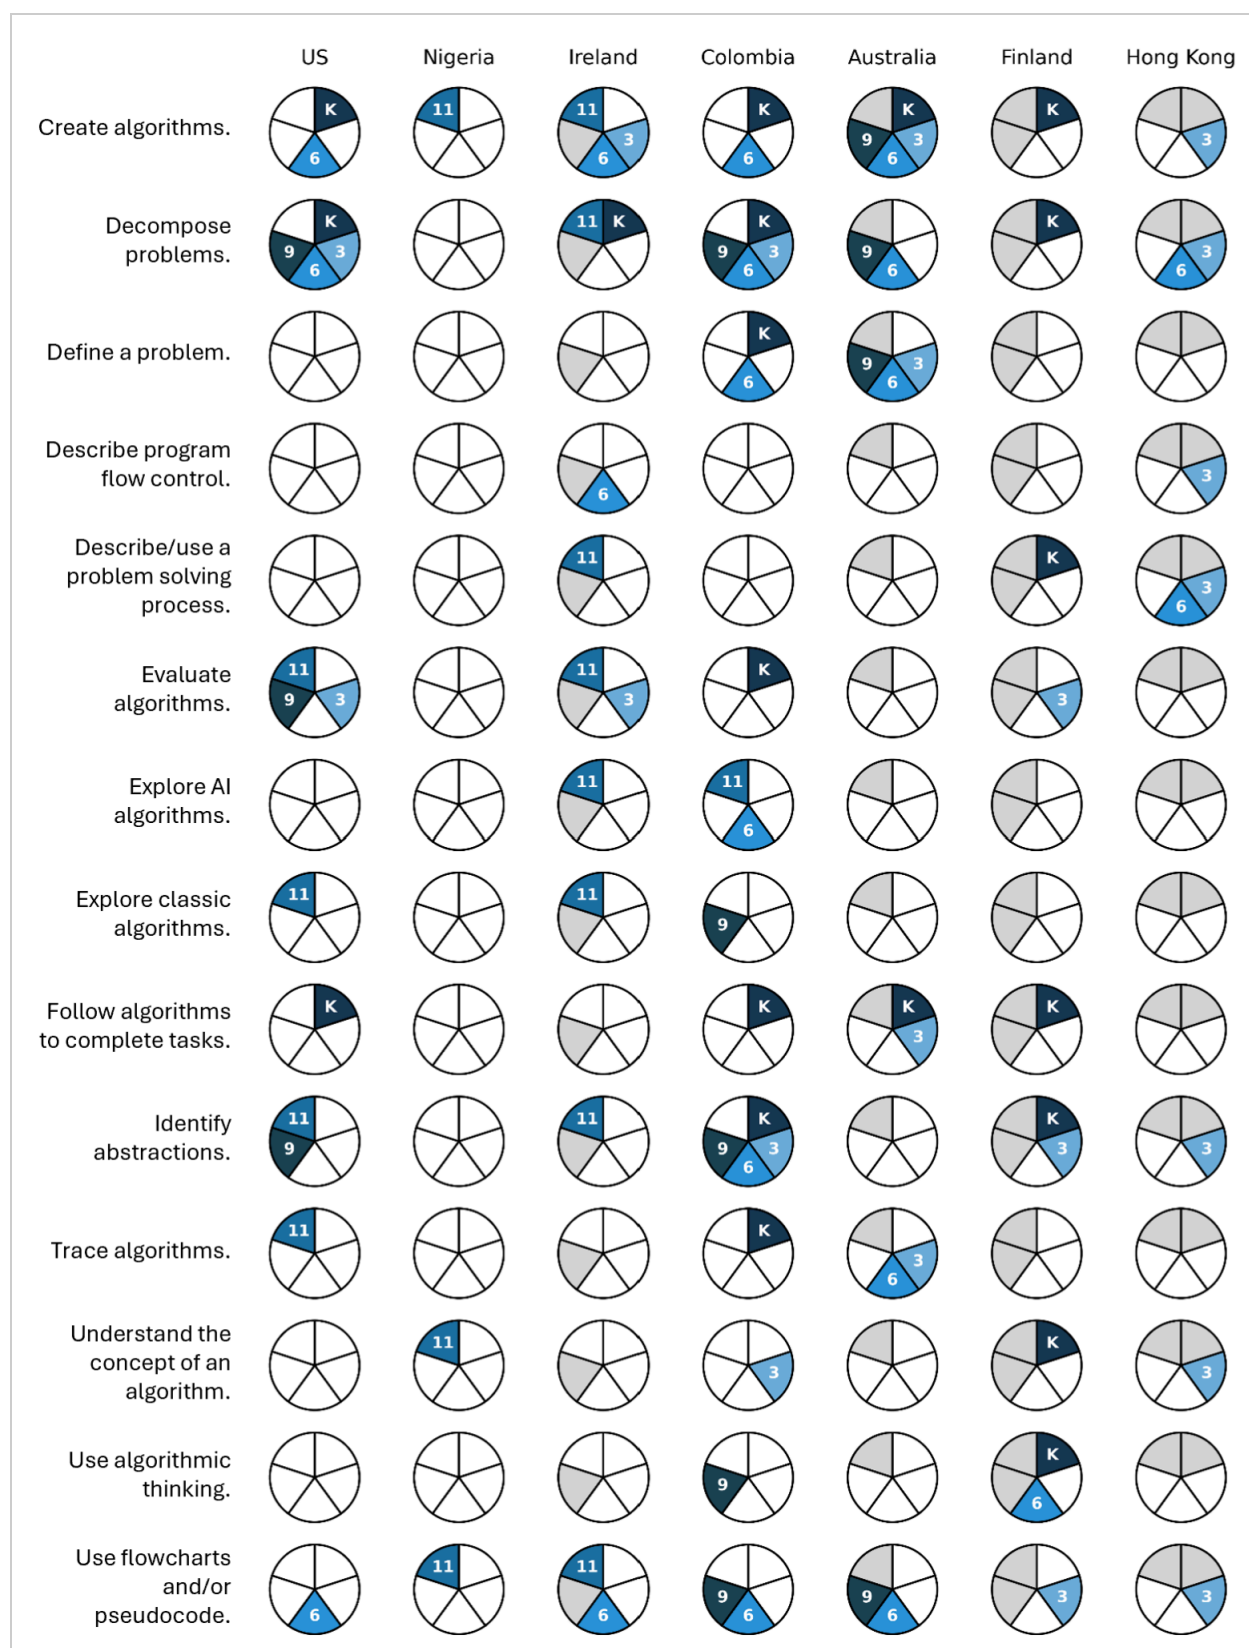 US Nigeria Ireland Colombia Australia Finland Hong Kong
Create algorithms.
K 6 11 11 3 6 K 6 K 3 6 9 K 3
Decompose
problems.
K 3 6 9 11 K K 3 6 9 9 6 K 3 6
Define a problem.
K 6 9 6 3
Describe program
flow control.
6 3
Describe/use a
problem solving
process.
11 K 3 6
Evaluate
algorithms.
11 9 3 11 3 K 3
Explore AI
algorithms.
11 11 6
Explore classic
algorithms.
11 11 9
Follow algorithms
to complete tasks.
K K K 3 K
Identify
abstractions.
11 9 11 K 3 6 9 K 3 3
Trace algorithms.
11 K 3 6
Understand the
concept of an
algorithm.
11 3 K 3
Use algorithmic
thinking.
9 K 6
Use flowcharts
and/or
pseudocode.
6 11 11 6 9 6 9 6 3 3